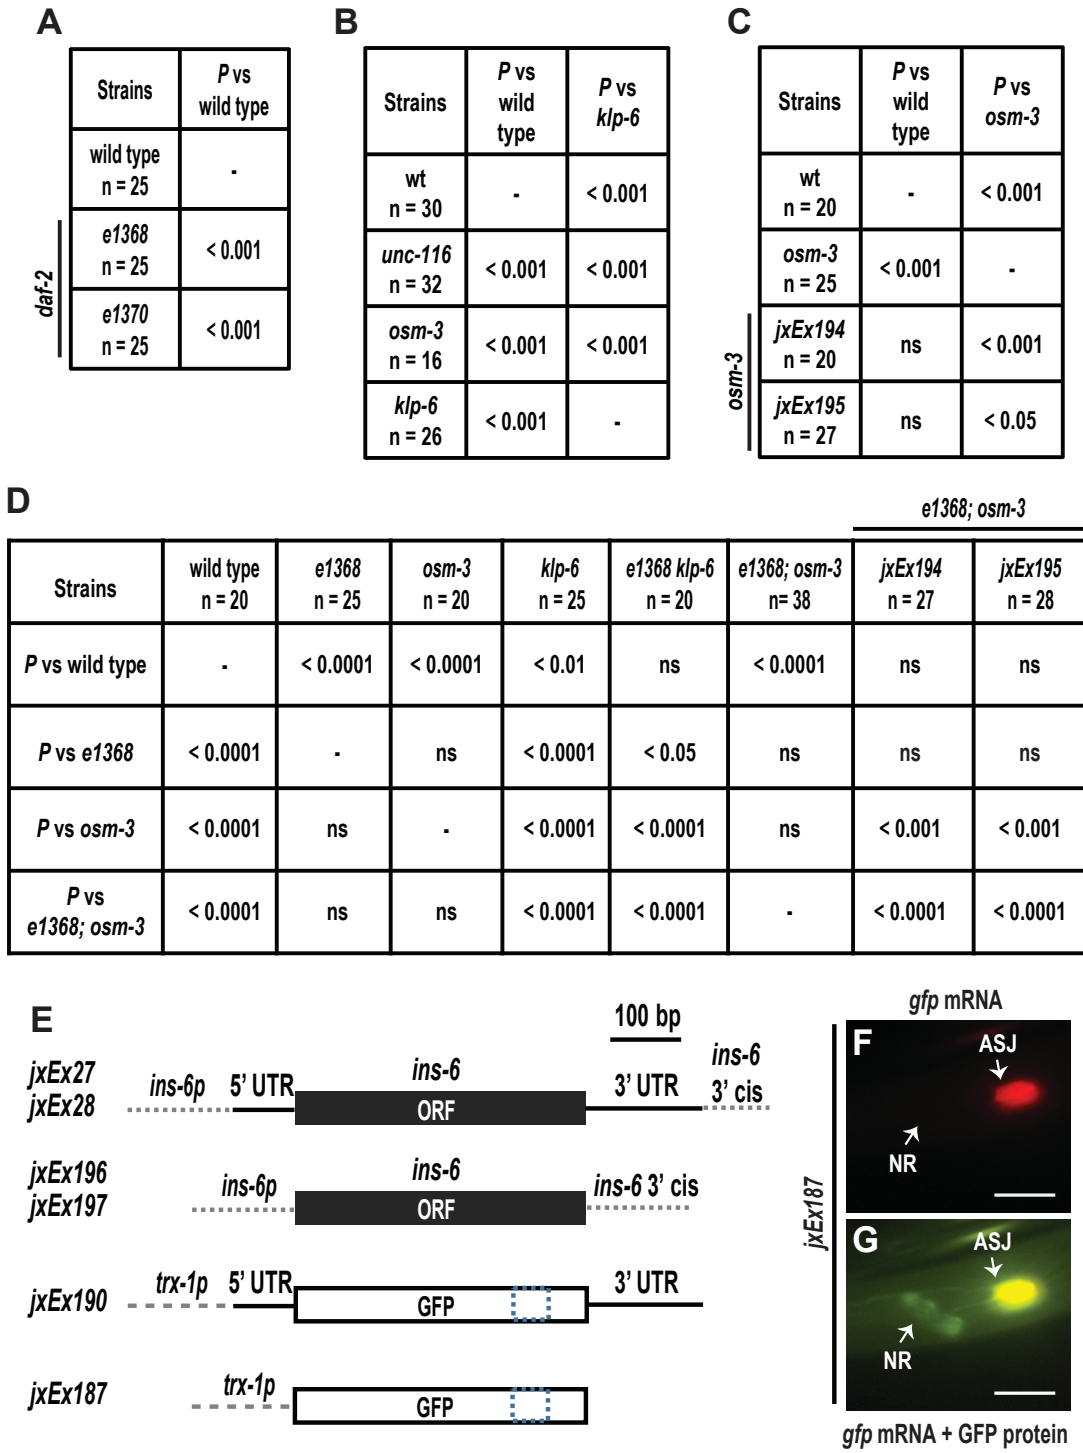 A
Strains P vs wild type
wild type n = 25 -
daf-2
e1368 n = 25 < 0.001
e1370 n = 25 < 0.001
B
Strains P vs wild type P vs klp-6
wt n = 30 - < 0.001
unc-116 n = 32 < 0.001 < 0.001
osm-3 n = 16 < 0.001 < 0.001
klp-6 n = 26 < 0.001 -
C
Strains P vs wild type P vs osm-3
wt n = 20 - < 0.001
osm-3 n = 25 < 0.001 -
osm-3
jxEx194 n = 20 ns < 0.001
jxEx195 n = 27 ns < 0.05
D
e1368; osm-3
Strains wild type n = 20 e1368 n = 25 osm-3 n = 20 klp-6 n = 25 e1368 klp-6 n = 20 e1368; osm-3 n= 38 jxEx194 n = 27 jxEx195 n = 28
P vs wild type - < 0.0001 < 0.0001 < 0.01 ns < 0.0001 ns ns
P vs e1368 < 0.0001 - ns < 0.0001 < 0.05 ns ns ns
P vs osm-3 < 0.0001 ns - < 0.0001 < 0.0001 ns < 0.001 < 0.001
P vs e1368; osm-3 < 0.0001 ns ns < 0.0001 < 0.0001 - < 0.0001 < 0.0001
E
100 bp
jxEx27
jxEx28
ins-6p 5' UTR ins-6 ORF 3' UTR ins-6 3' cis
jxEx196
jxEx197
ins-6p ins-6 ORF ins-6 3' cis
jxEx190 trx-1p 5' UTR GFP 3' UTR
jxEx187 trx-1p GFP
gfp mRNA
jxEx187
F
ASJ
NR
G
ASJ
NR
gfp mRNA + GFP protein